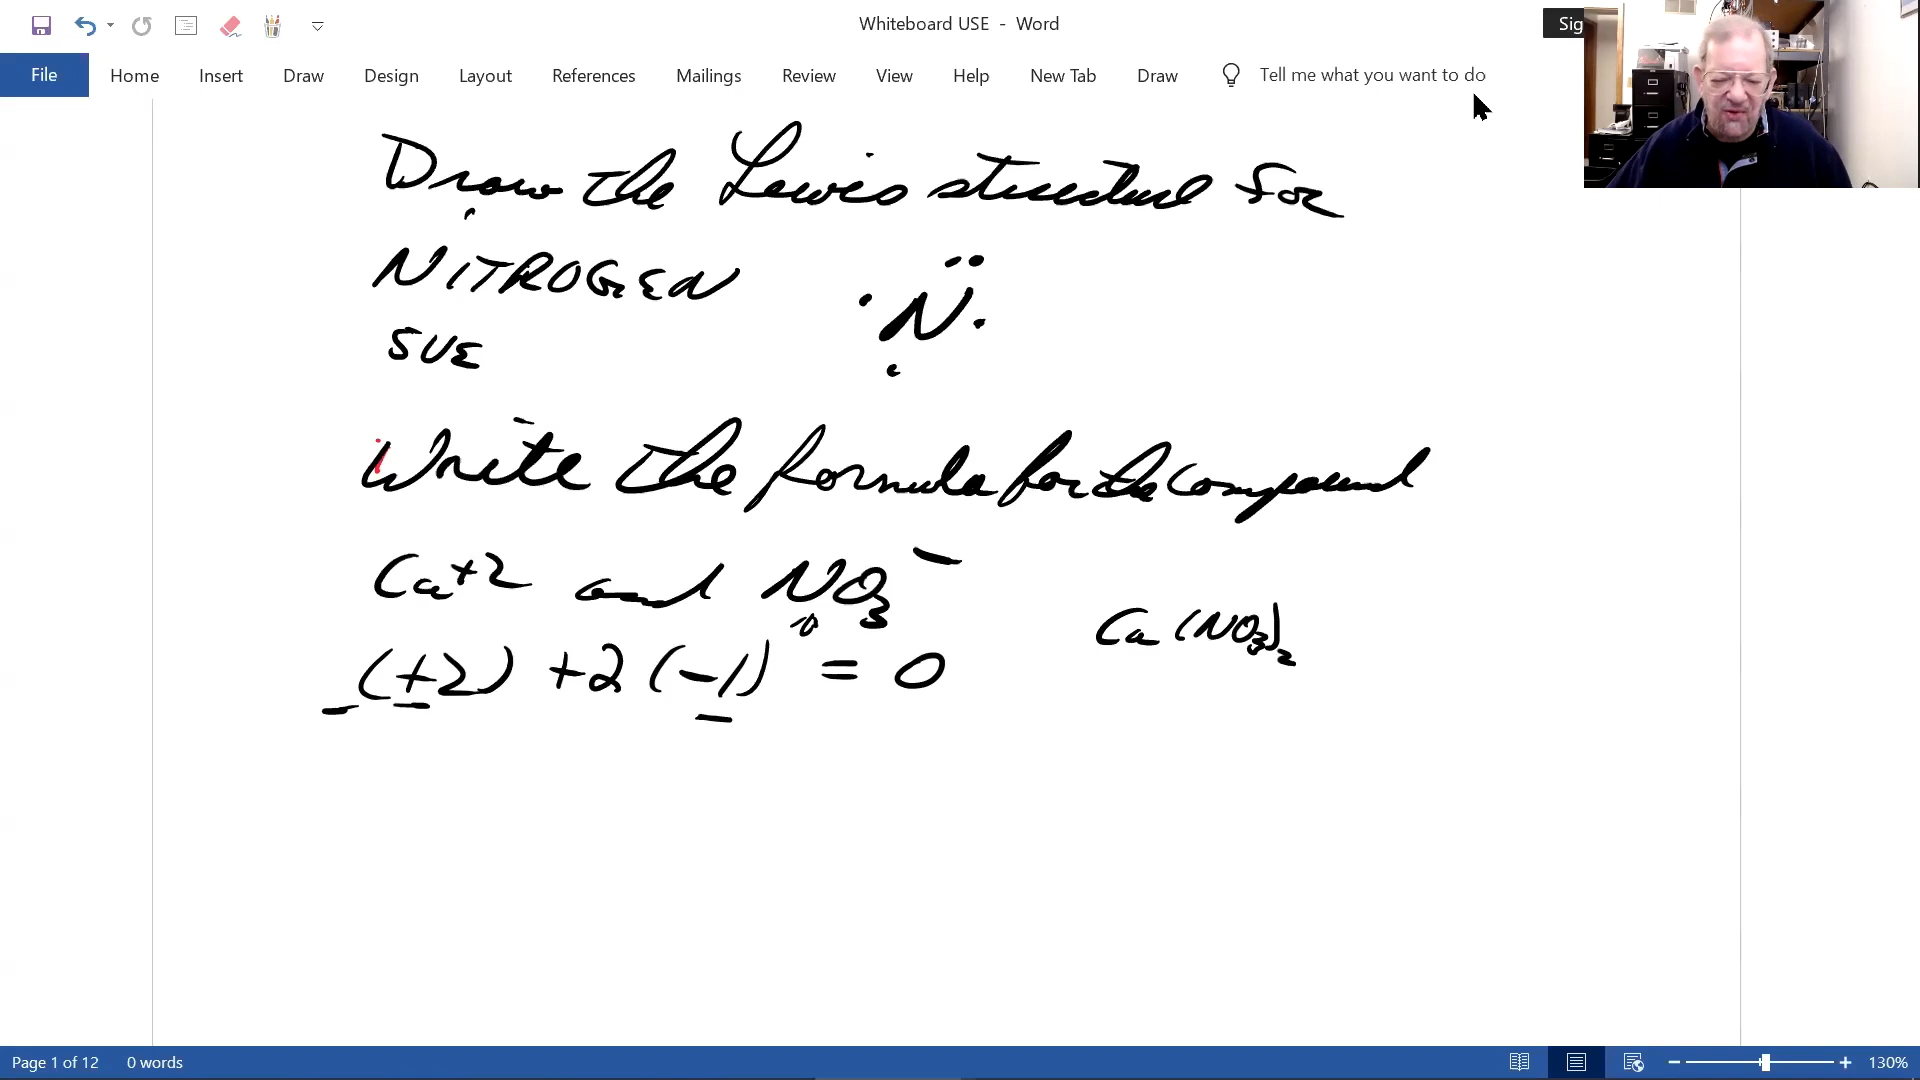 Whiteboard USE - Word
Sig
File Home Insert Draw Design Layout References Mailings Review View Help New Tab Draw Tell me what you want to do
Draw the Lewis structure for
NITROGEN
N
5VE
Write the formula for the compound
Ca+2 and NO3−
Ca(NO3)2
(+2) +2 (-1) = 0
Page 1 of 12 0 words 130%